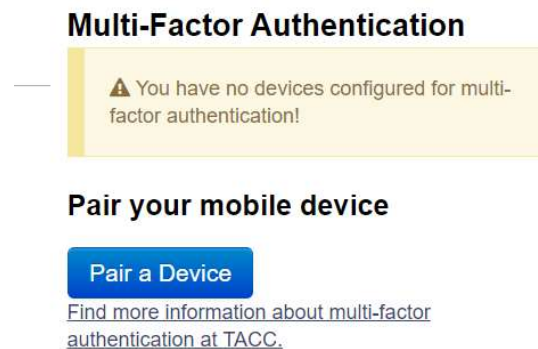 Multi-Factor Authentication
You have no devices configured for multi-
factor authentication!
Pair your mobile device
Pair a Device
Find more information about multi-factor
authentication at TACC.